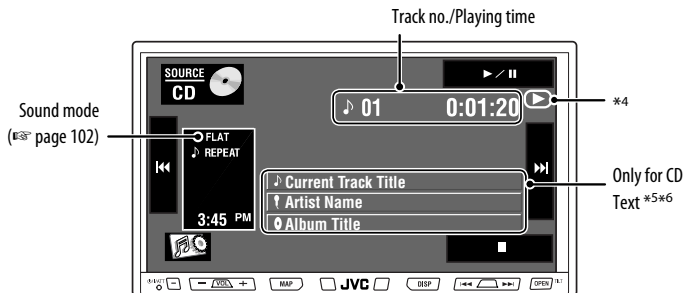 Track no./Playing time
SOURCE
CD
♪ 01 0:01:20
*4
Sound mode
(☞ page 102)
FLAT
♪ REPEAT
Current Track Title
Artist Name
Album Title
Only for CD
Text *5*6
3:45 PM
ATT
− VOL +
MAP
JVC
DISP
OPEN TILT